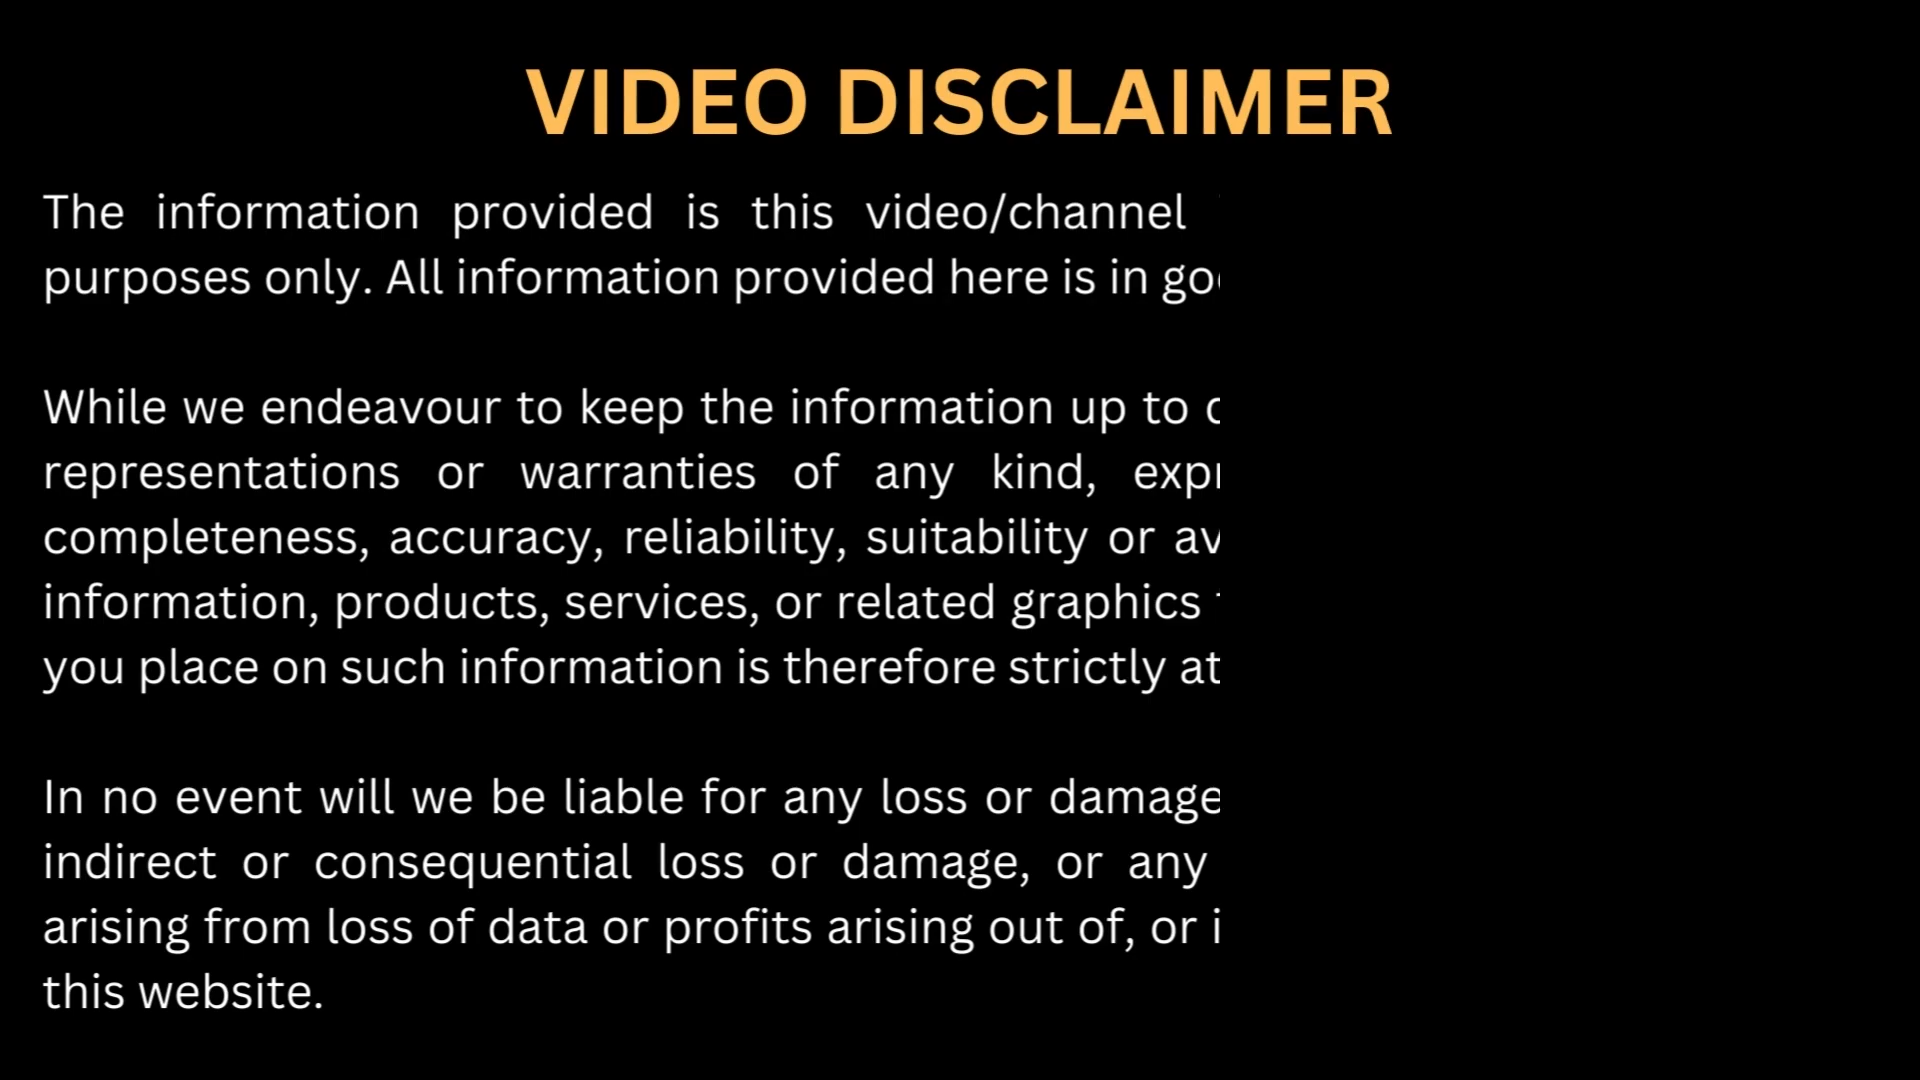 VIDEO DISCLAIMER
The information provided is this video/channel
purposes only. All information provided here is in
While we endeavour to keep the information up to
representations or warranties of any kind,
completeness, accuracy, reliability, suitability or
information, products, services, or related graphics
you place on such information is therefore strictly at
In no event will we be liable for any loss or damage
indirect or consequential loss or damage, or any
arising from loss of data or profits arising out of, or
this website.